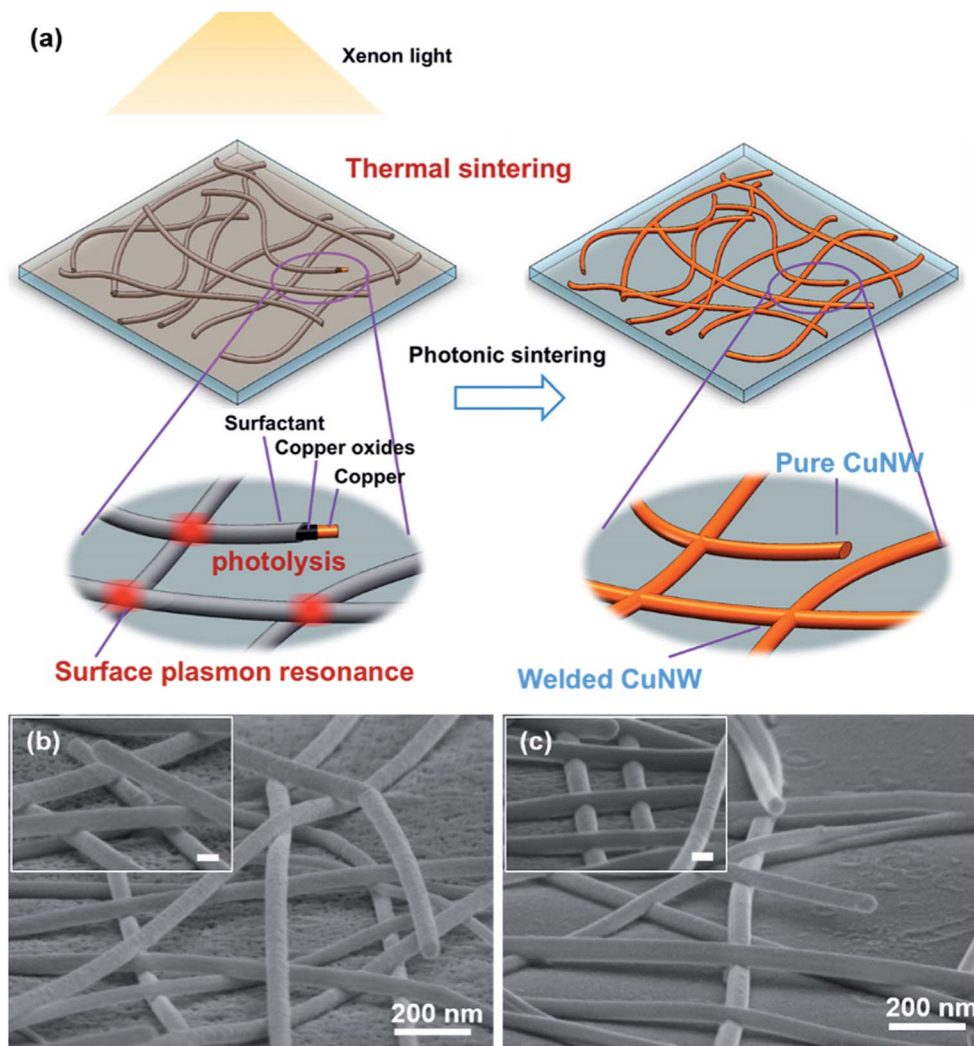 (a)
Xenon light
Thermal sintering
Photonic sintering
Surfactant
Copper oxides
Copper
photolysis
Surface plasmon resonance
Pure CuNW
Welded CuNW
(b)
200 nm
(c)
200 nm